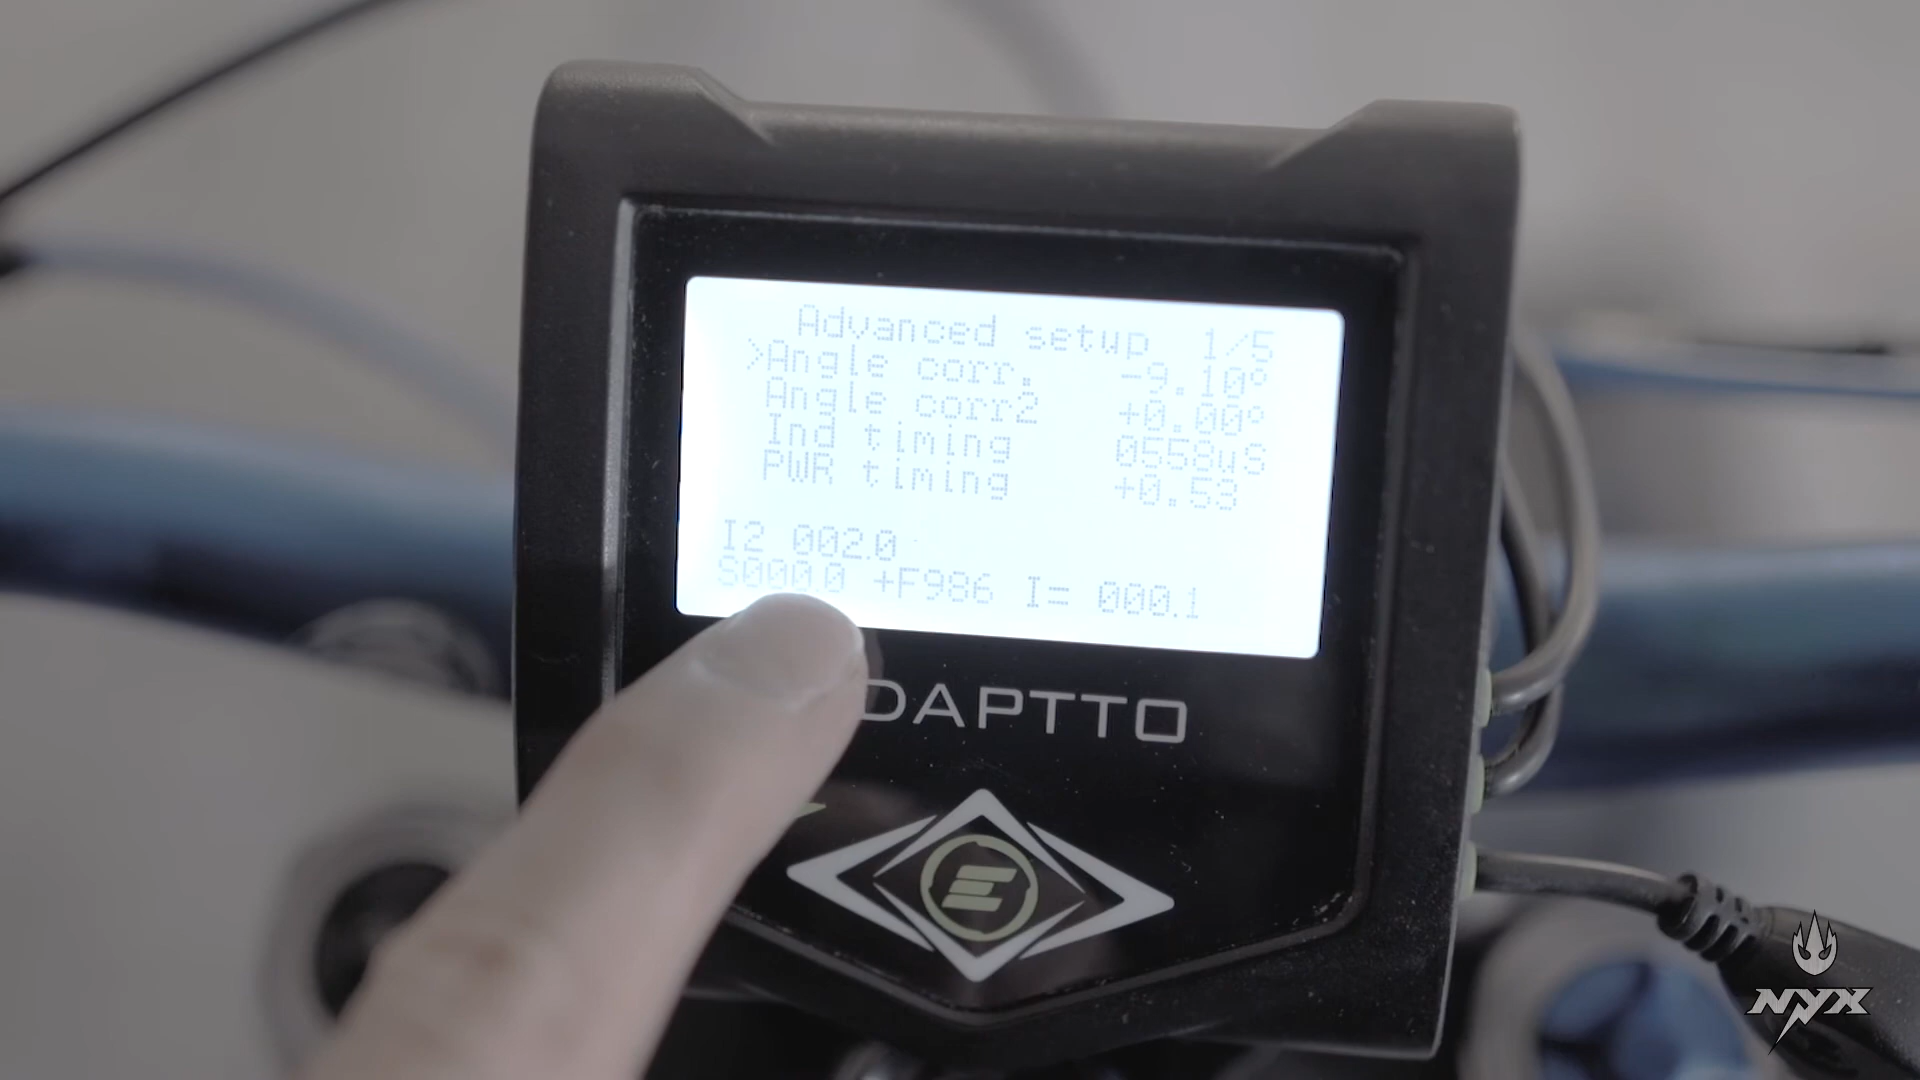 Advanced setup 1/5
>Angle corr. -9.10°
Angle corr2 +0.00°
Ind timing 0558uS
PWR timing +0.53
I2 002.0
S000.0 +F986 I= 000.1
DAPTTO
NYX